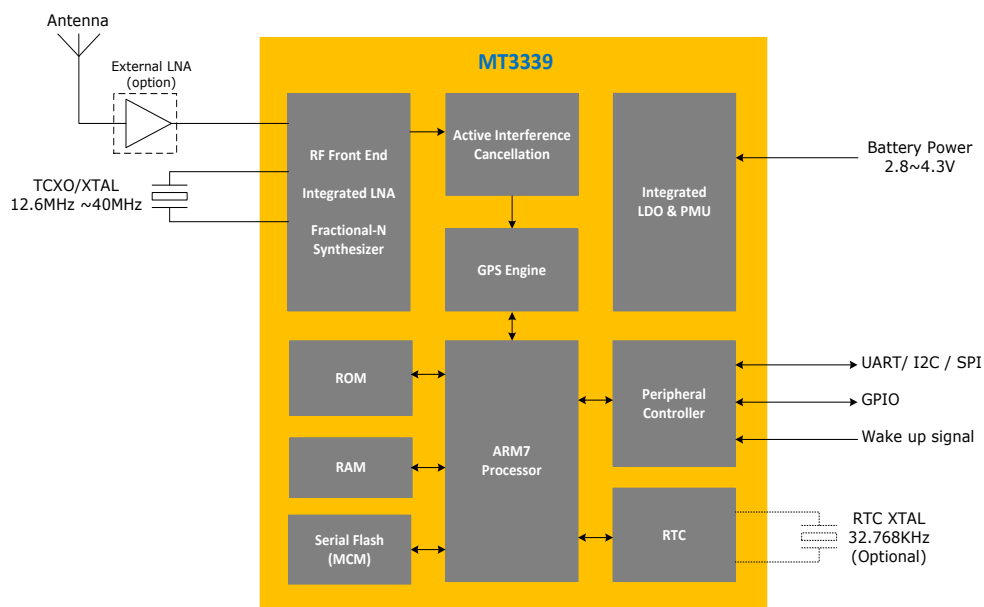 Antenna
External LNA
(option)
TCXO/XTAL
12.6MHz ~40MHz
MT3339
RF Front End
Integrated LNA
Fractional-N
Synthesizer
Active Interference
Cancellation
GPS Engine
Integrated
LDO & PMU
Battery Power
2.8~4.3V
ROM
RAM
Serial Flash
(MCM)
ARM7
Processor
Peripheral
Controller
RTC
UART/ I2C / SPI
GPIO
Wake up signal
RTC XTAL
32.768KHz
(Optional)